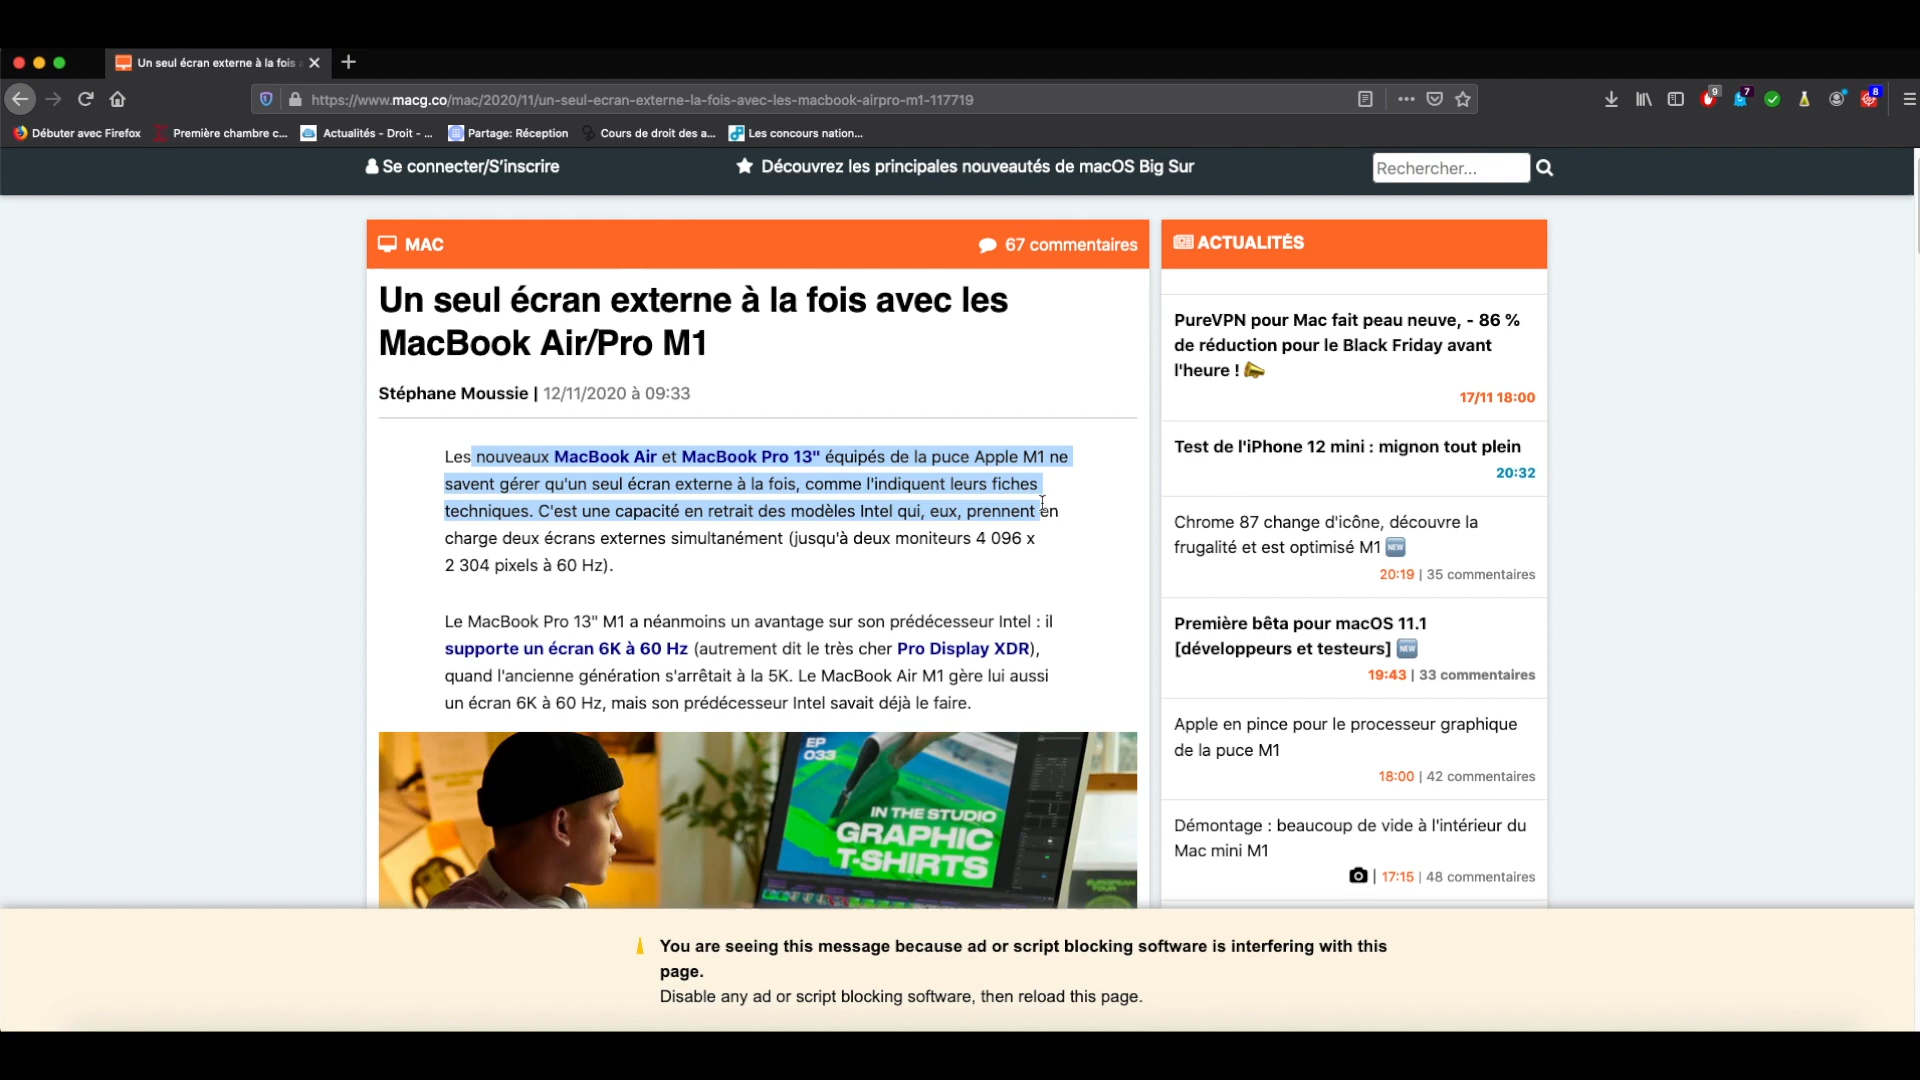 Un seul écran externe à la fois
https://www.macg.co/mac/2020/11/un-seul-ecran-externe-la-fois-avec-les-macbook-airpro-m1-117719
9
7
8
Débuter avec Firefox
Première chambre c...
Actualités - Droit - ...
Partage: Réception
Cours de droit des a...
Les concours nation...
Se connecter/S'inscrire
Découvrez les principales nouveautés de macOS Big Sur
Rechercher...
MAC
67 commentaires
Un seul écran externe à la fois avec les
MacBook Air/Pro M1
Stéphane Moussie | 12/11/2020 à 09:33
Les nouveaux MacBook Air et MacBook Pro 13" équipés de la puce Apple M1 ne
savent gérer qu'un seul écran externe à la fois, comme l'indiquent leurs fiches
techniques. C'est une capacité en retrait des modèles Intel qui, eux, prennent en
charge deux écrans externes simultanément (jusqu'à deux moniteurs 4 096 x
2 304 pixels à 60 Hz).
Le MacBook Pro 13" M1 a néanmoins un avantage sur son prédécesseur Intel : il
supporte un écran 6K à 60 Hz (autrement dit le très cher Pro Display XDR),
quand l'ancienne génération s'arrêtait à la 5K. Le MacBook Air M1 gère lui aussi
un écran 6K à 60 Hz, mais son prédécesseur Intel savait déjà le faire.
EP
033
IN THE STUDIO
GRAPHIC
T-SHIRTS
EUROPEAN
TOUR
ACTUALITÉS
PureVPN pour Mac fait peau neuve, - 86 %
de réduction pour le Black Friday avant
l'heure !
17/11 18:00
Test de l'iPhone 12 mini : mignon tout plein
20:32
Chrome 87 change d'icône, découvre la
frugalité et est optimisé M1 NEW
20:19 | 35 commentaires
Première bêta pour macOS 11.1
[développeurs et testeurs] NEW
19:43 | 33 commentaires
Apple en pince pour le processeur graphique
de la puce M1
18:00 | 42 commentaires
Démontage : beaucoup de vide à l'intérieur du
Mac mini M1
| 17:15 | 48 commentaires
You are seeing this message because ad or script blocking software is interfering with this
page.
Disable any ad or script blocking software, then reload this page.